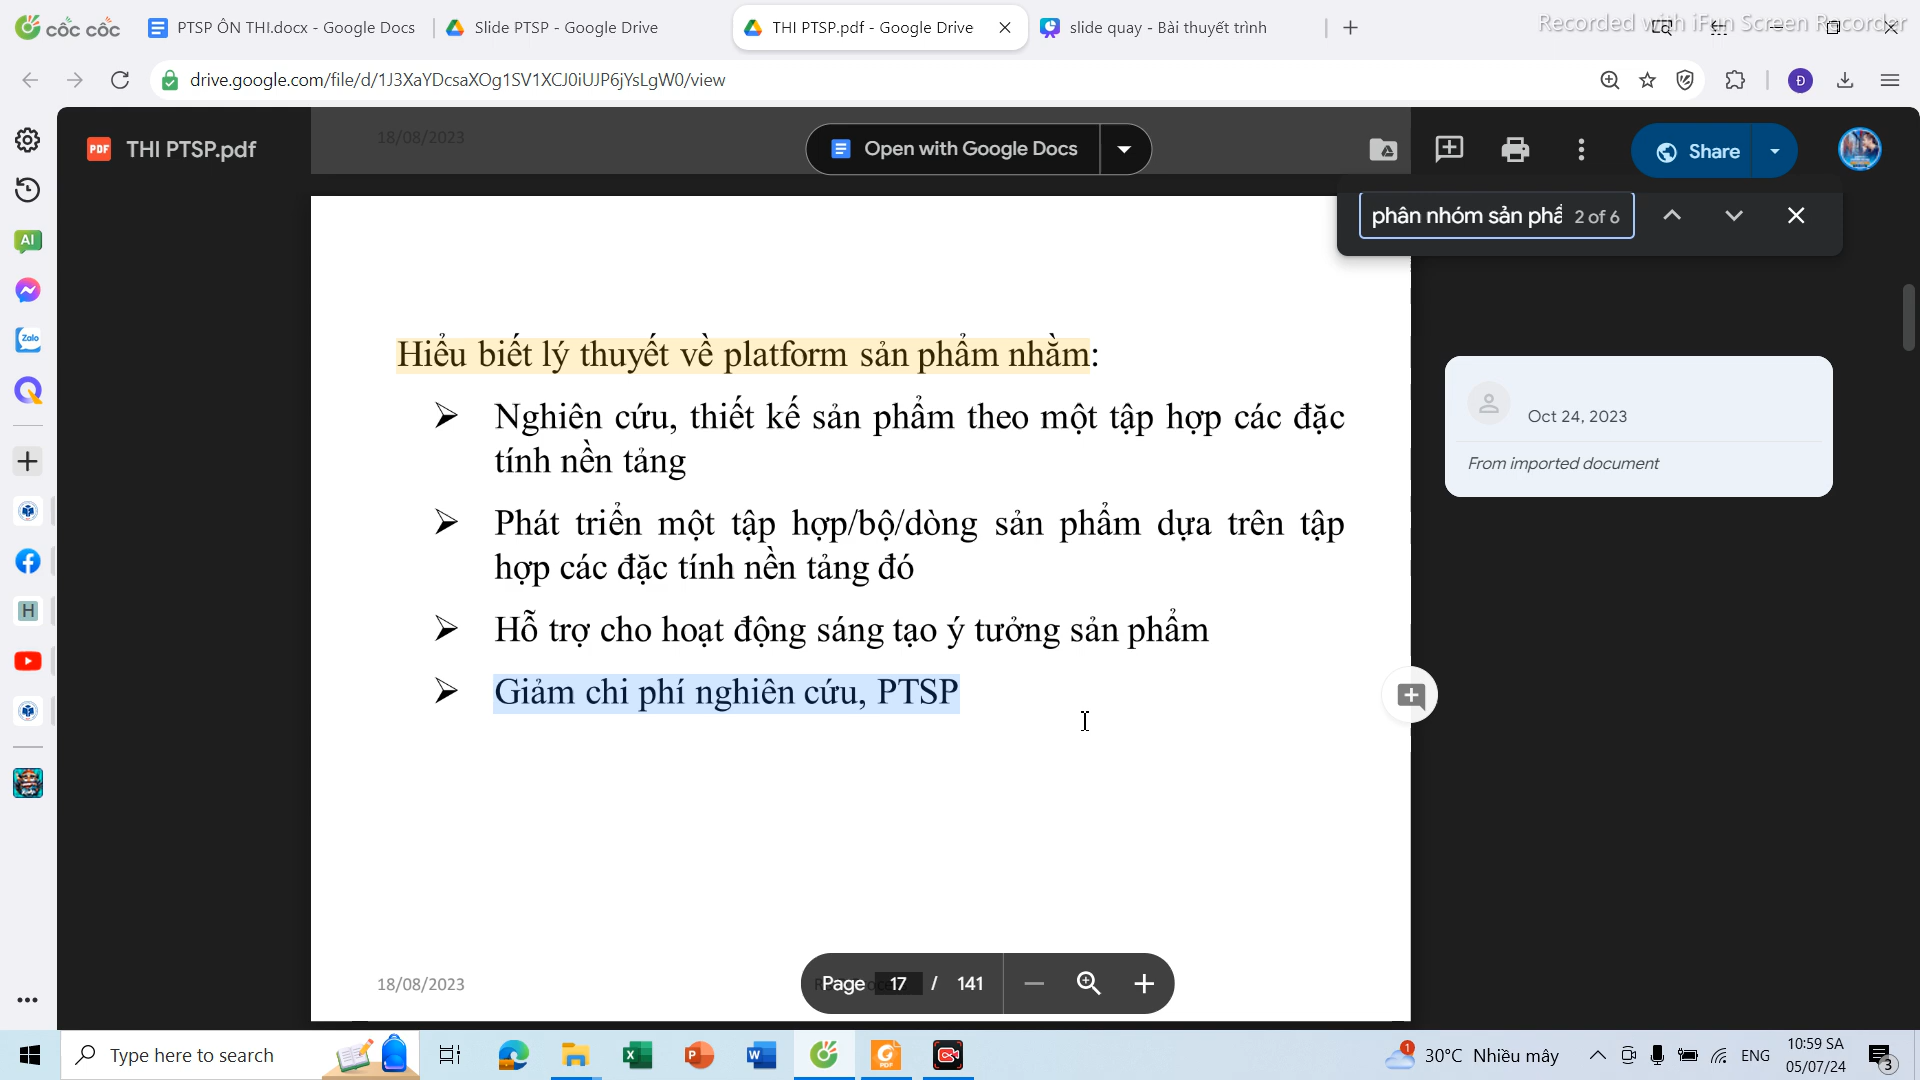 Recorded with iFun Screen Recorder
cốc cốc
PTSP ÔN THI.docx - Google Docs
Slide PTSP - Google Drive
THI PTSP.pdf - Google Drive
slide quay - Bài thuyết trình
drive.google.com/file/d/1J3XaYDcsaXOg1SV1XCJ0iUJP6jYsLgW0/view
Đ
PDF
THI PTSP.pdf
18/08/2023
Open with Google Docs
Share
phân nhóm sản phẩ
2 of 6
AI
Zalo
H
Hiểu biết lý thuyết về platform sản phẩm nhằm:
Nghiên cứu, thiết kế sản phẩm theo một tập hợp các đặc
tính nền tảng
Phát triển một tập hợp/bộ/dòng sản phẩm dựa trên tập
hợp các đặc tính nền tảng đó
Hỗ trợ cho hoạt động sáng tạo ý tưởng sản phẩm
Giảm chi phí nghiên cứu, PTSP
Oct 24, 2023
From imported document
18/08/2023
Page 17 / 141
Type here to search
1
30°C Nhiều mây
ENG
10:59 SA
05/07/24
3